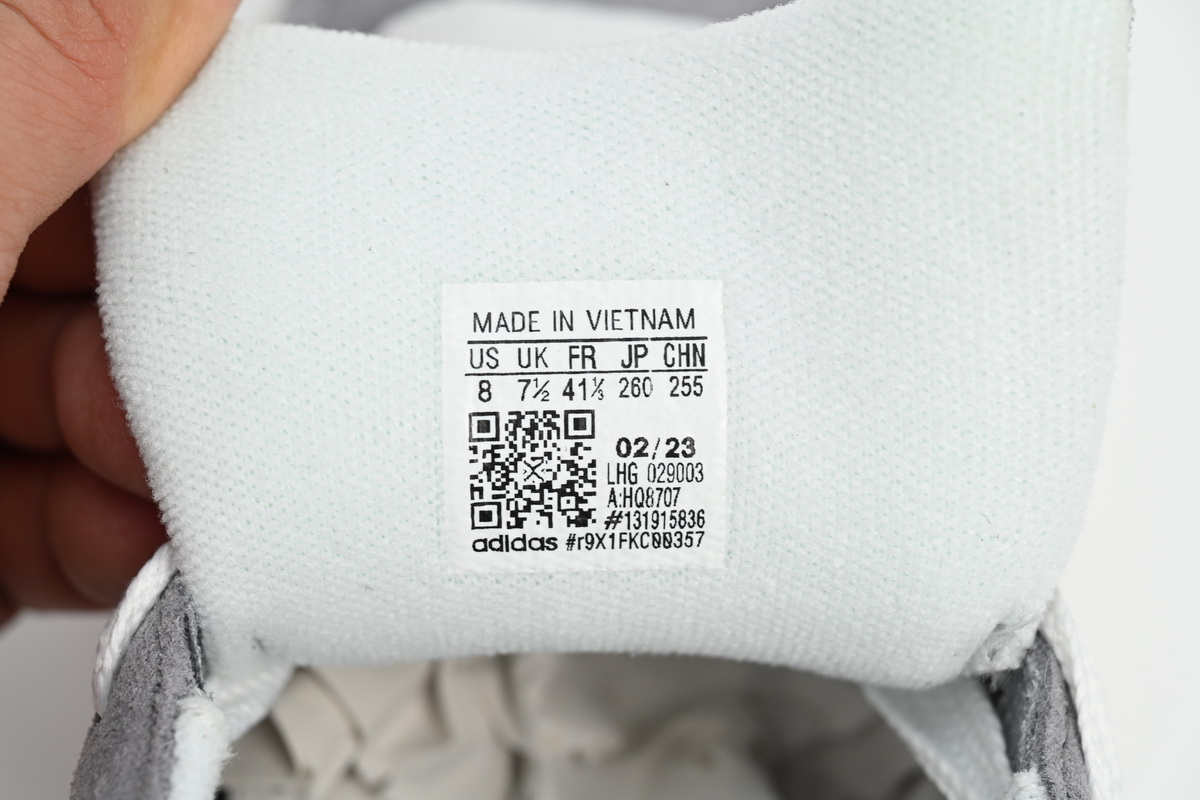 MADE IN VIETNAM
US UK FR JP CHN
8 7½ 41⅓ 260 255
02/23
LHG 029003
A:HQ8707
#131915836
adidas #r9X1FKC00357